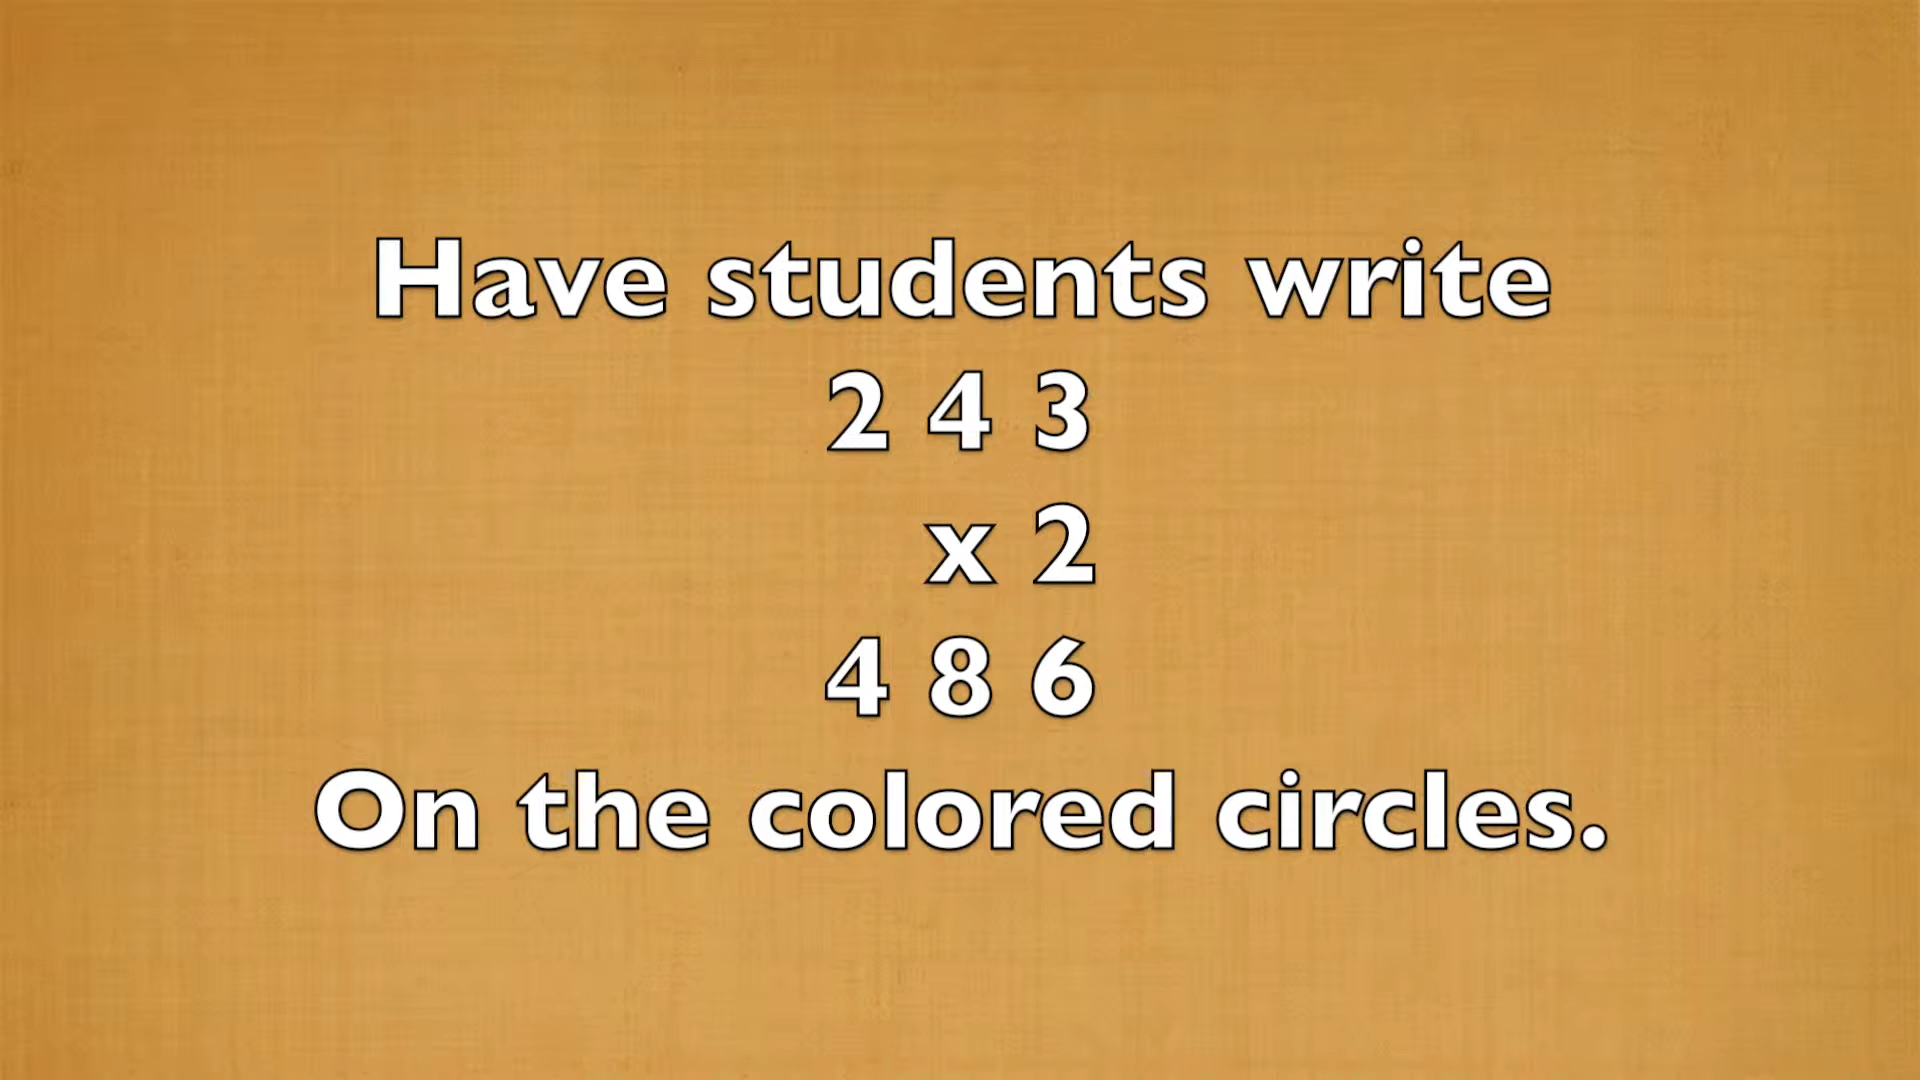 Have students write
2 4 3
x 2
4 8 6
On the colored circles.